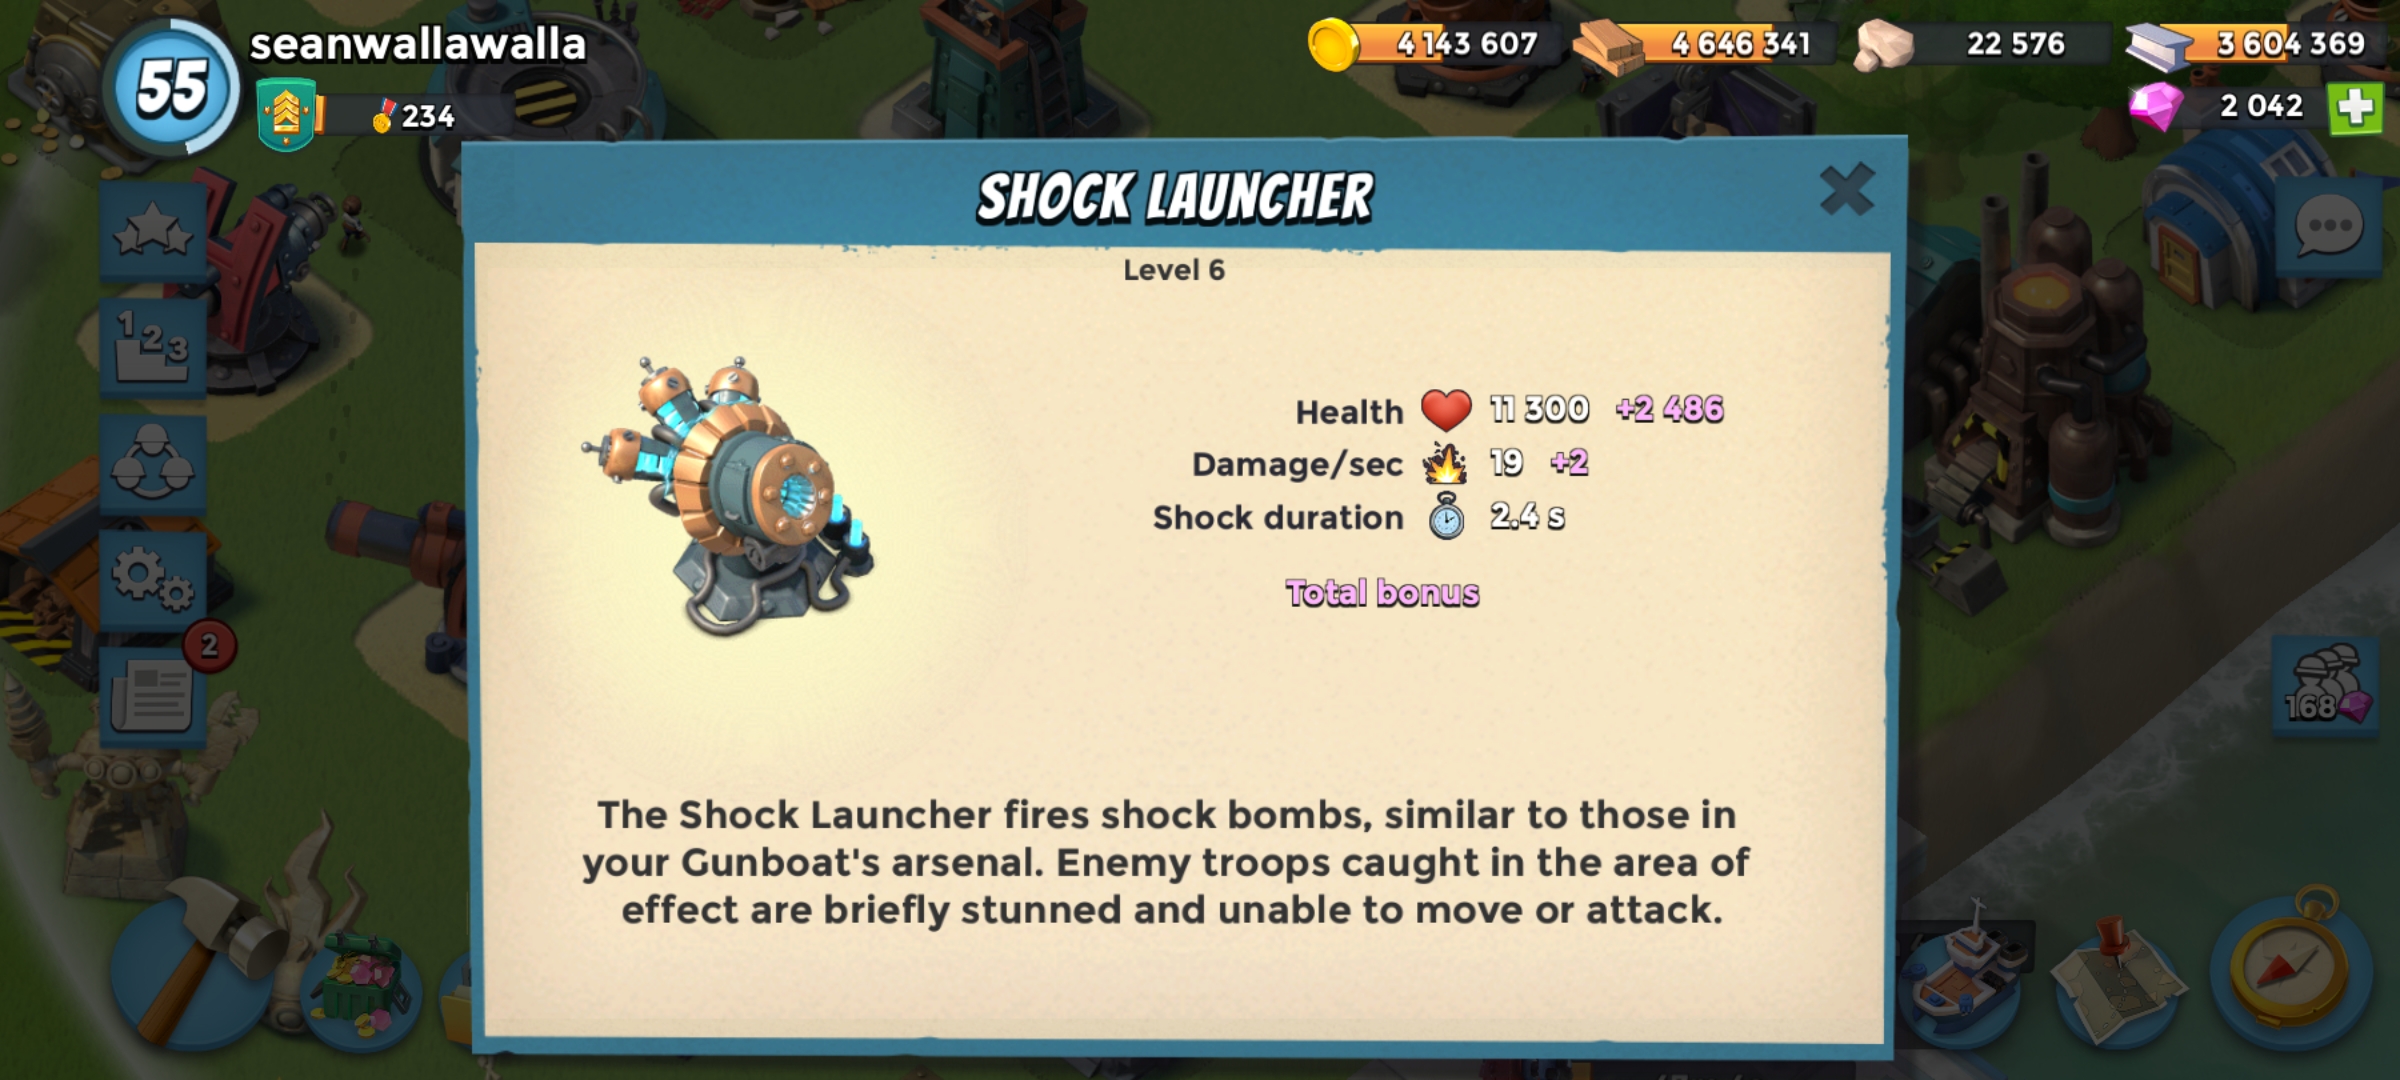 55
seanwallawalla
234
4 143 607
4 646 341
22 576
3 604 369
2 042
SHOCK LAUNCHER
Level 6
Health 11 300 +2 486
Damage/sec 19 +2
Shock duration 2.4 s
Total bonus
The Shock Launcher fires shock bombs, similar to those in
your Gunboat's arsenal. Enemy troops caught in the area of
effect are briefly stunned and unable to move or attack.
1 2 3
2
168